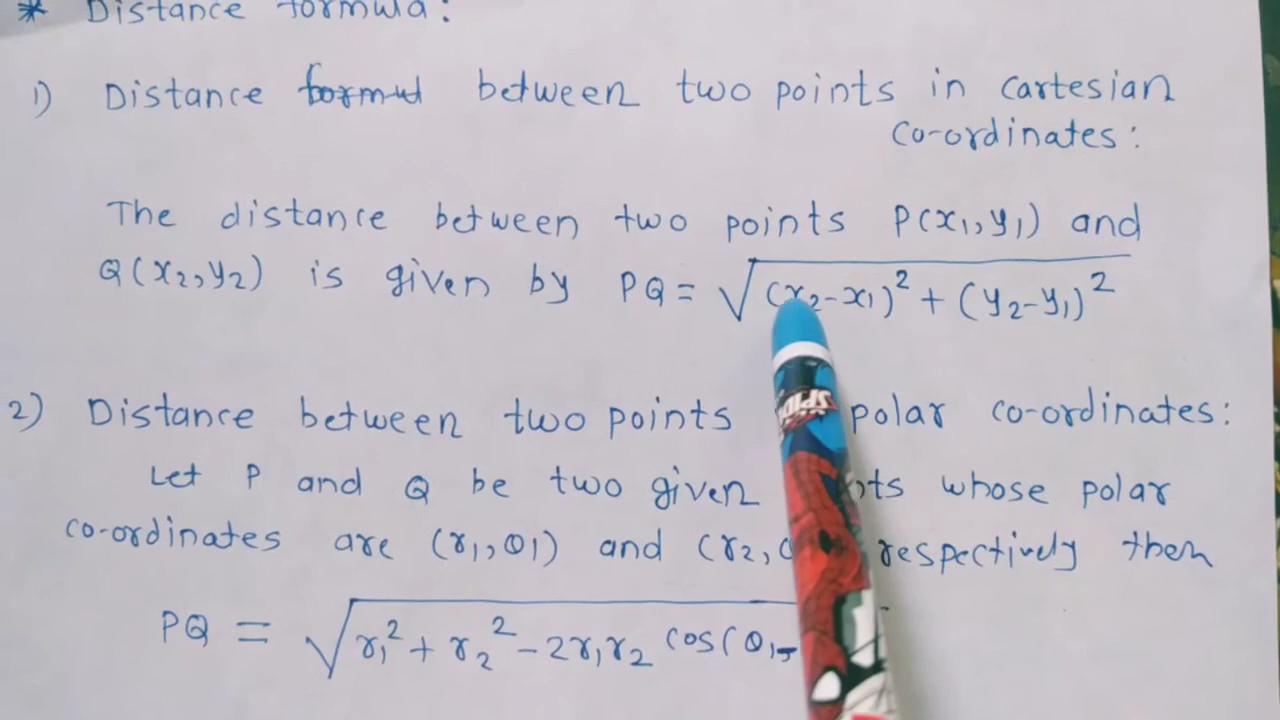 * Distance formula:
1) Distance formul between two points in cartesian
co-ordinates:
The distance between two points P(x₁,y₁) and
Q(x₂,y₂) is given by PQ = √(x₂-x₁)² + (y₂-y₁)²
2) Distance between two points polar co-ordinates:
Let P and Q be two given whose polar
co-ordinates are (r₁,θ₁) and (r₂, respectively then
PQ = √r₁² + r₂² - 2r₁r₂ cos(θ₁-